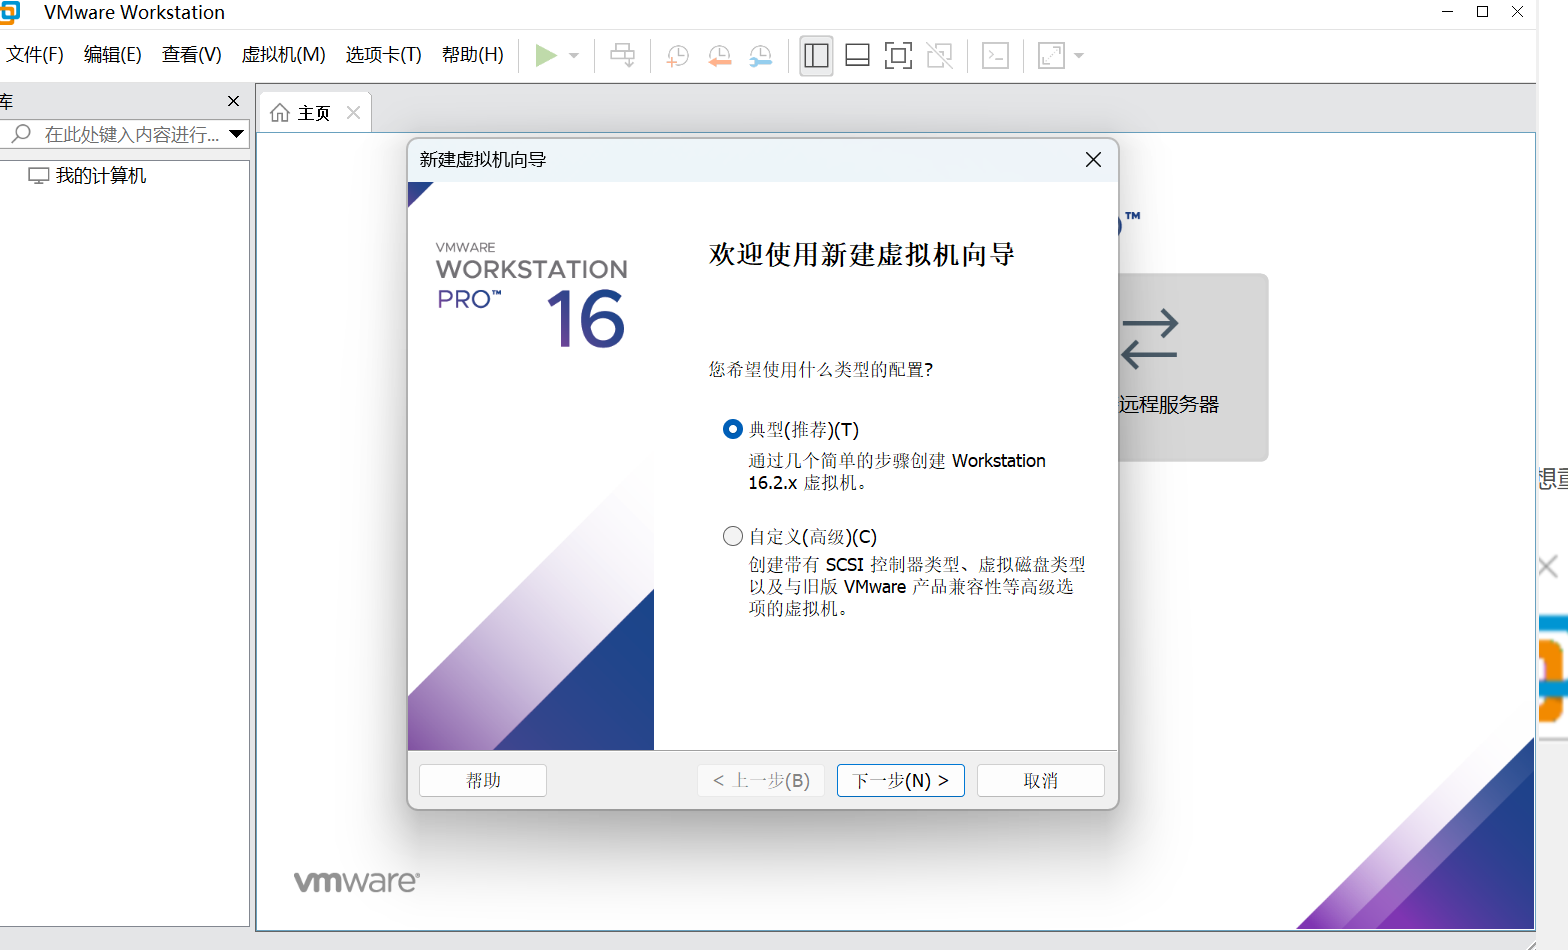 VMware Workstation
文件(F) 编辑(E) 查看(V) 虚拟机(M) 选项卡(T) 帮助(H)
库
主页
在此处键入内容进行...
我的计算机
新建虚拟机向导
VMWARE
WORKSTATION
PRO™ 16
欢迎使用新建虚拟机向导
您希望使用什么类型的配置?
典型(推荐)(T)
通过几个简单的步骤创建 Workstation
16.2.x 虚拟机。
自定义(高级)(C)
创建带有 SCSI 控制器类型、虚拟磁盘类型
以及与旧版 VMware 产品兼容性等高级选
项的虚拟机。
帮助
< 上一步(B)
下一步(N) >
取消
™
远程服务器
想重
vmware